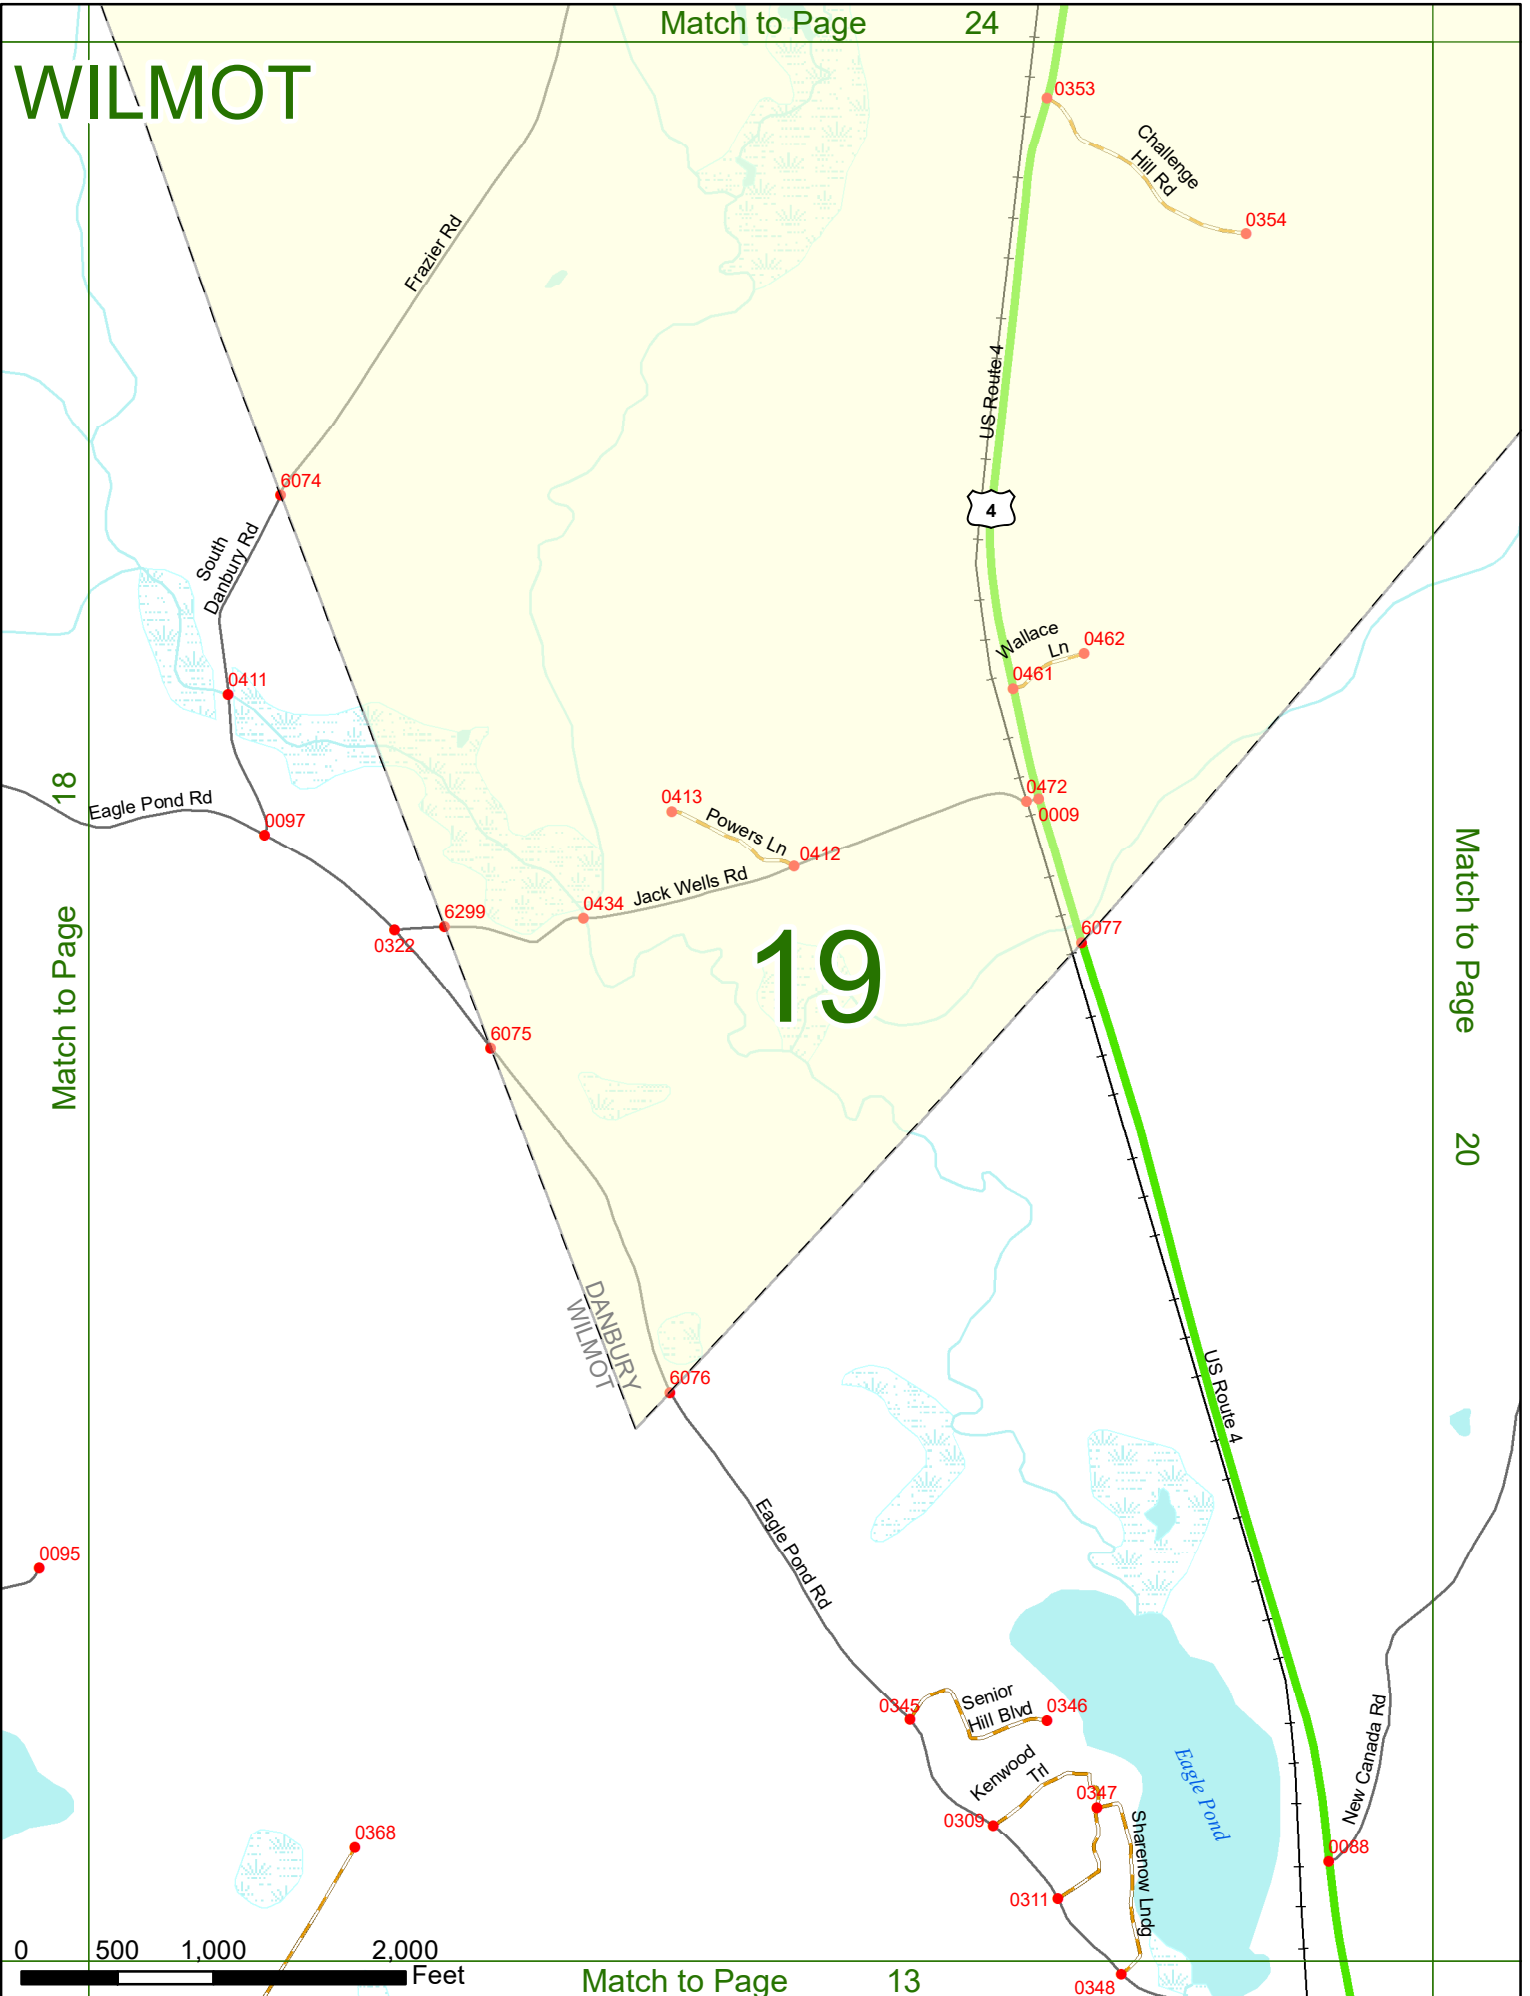 Match to Page 24
WILMOT
0353
Challenge
Hill Rd
0354
Frazier Rd
US Route 4
6074
4
South
Danbury Rd
Wallace
Ln
0462
0461
0411
18
Match to Page
Eagle Pond Rd
0097
0413
Powers Ln
0472
0009
0412
Jack Wells Rd
0434
6299
0322
19
6077
Match to Page
20
6075
DANBURY
WILMOT
6076
US Route 4
Eagle Pond Rd
0095
0345
Senior
Hill Blvd
0346
Kenwood
Trl
0347
0309
Sharenow Lndg
Eagle Pond
New Canada Rd
0088
0368
0311
0348
0 500 1,000 2,000
Feet
Match to Page 13